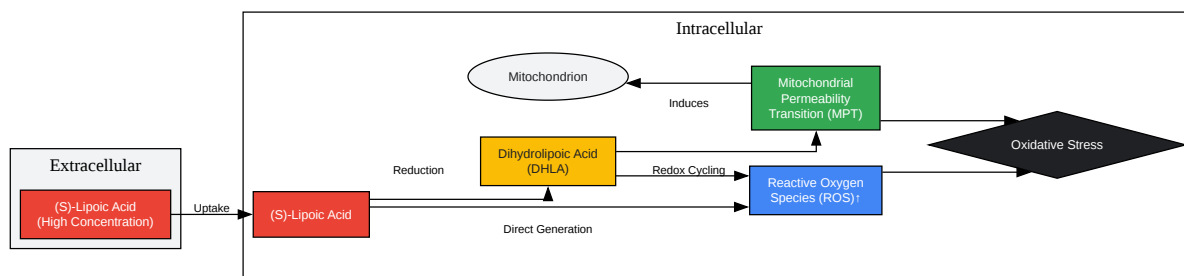 Intracellular
Mitochondrion
Mitochondrial
Permeability
Transition (MPT)
Induces
Extracellular
(S)-Lipoic Acid
(High Concentration)
Uptake
(S)-Lipoic Acid
Reduction
Dihydrolipoic Acid
(DHLA)
Redox Cycling
Direct Generation
Reactive Oxygen
Species (ROS)↑
Oxidative Stress